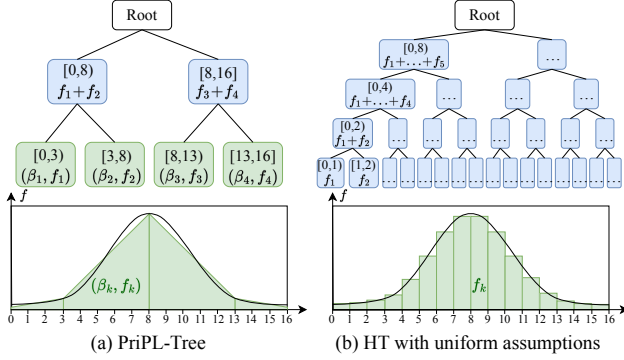 Root
[0,8)
f₁+f₂
[8,16]
f₃+f₄
[0,3)
(β₁, f₁)
[3,8)
(β₂, f₂)
[8,13)
(β₃, f₃)
[13,16]
(β₄, f₄)
f
(βₖ, fₖ)
0 1 2 3 4 5 6 7 8 9 10 11 12 13 14 15 16
(a) PriPL-Tree
Root
[0,8)
f₁+...+f₅
...
[0,4)
f₁+...+f₄
... ... ...
[0,2)
f₁+f₂
... ... ... ... ... ... ...
[0,1)
f₁
[1,2)
f₂
... ... ... ... ... ... ... ... ... ... ... ... ... ...
f
fₖ
0 1 2 3 4 5 6 7 8 9 10 11 12 13 14 15 16
(b) HT with uniform assumptions